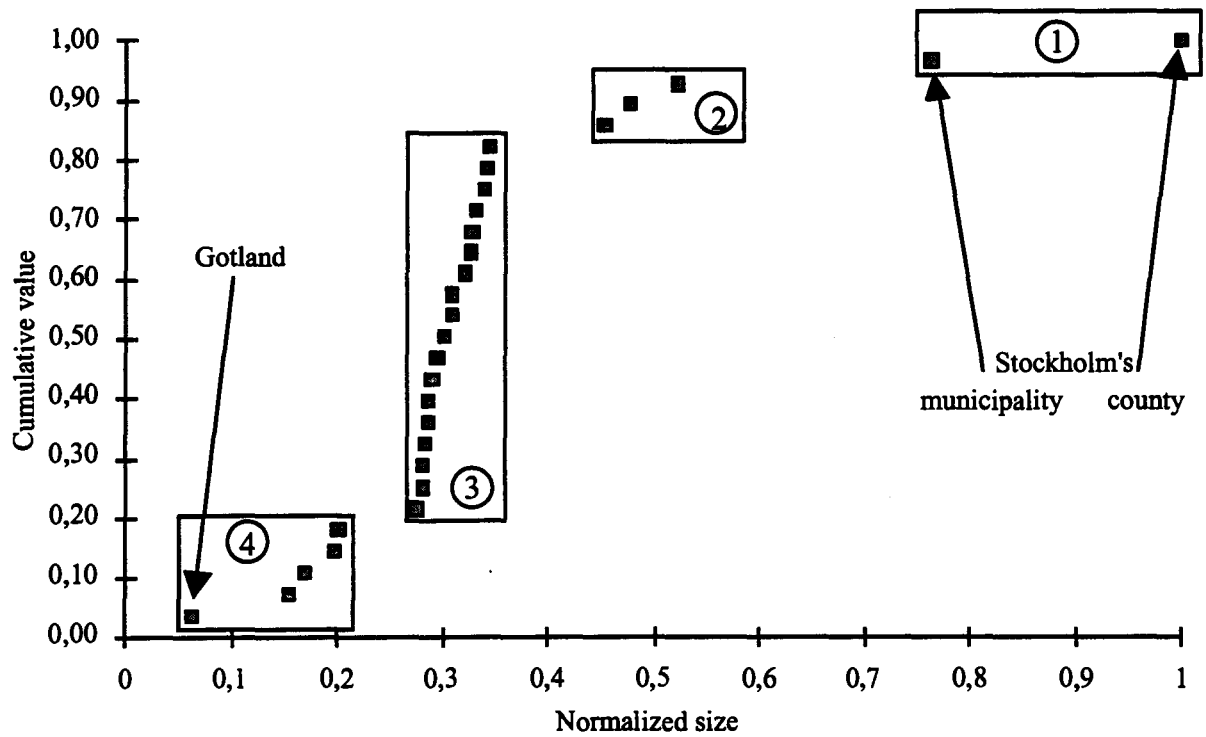 1,00
0,90
0,80
0,70
0,60
0,50
0,40
0,30
0,20
0,10
0,00
Cumulative value
0 0,1 0,2 0,3 0,4 0,5 0,6 0,7 0,8 0,9 1
Normalized size
1
2
3
4
Gotland
Stockholm's
municipality county